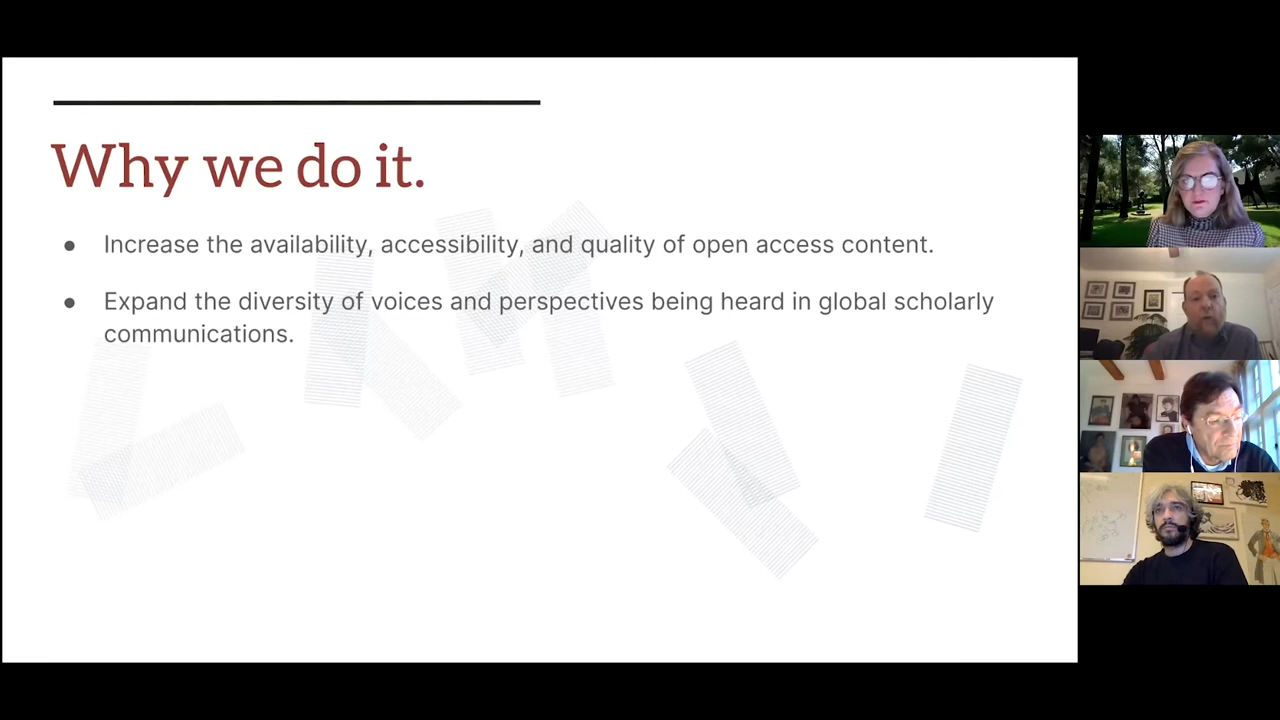 Why we do it.
● Increase the availability, accessibility, and quality of open access content.
● Expand the diversity of voices and perspectives being heard in global scholarly
communications.